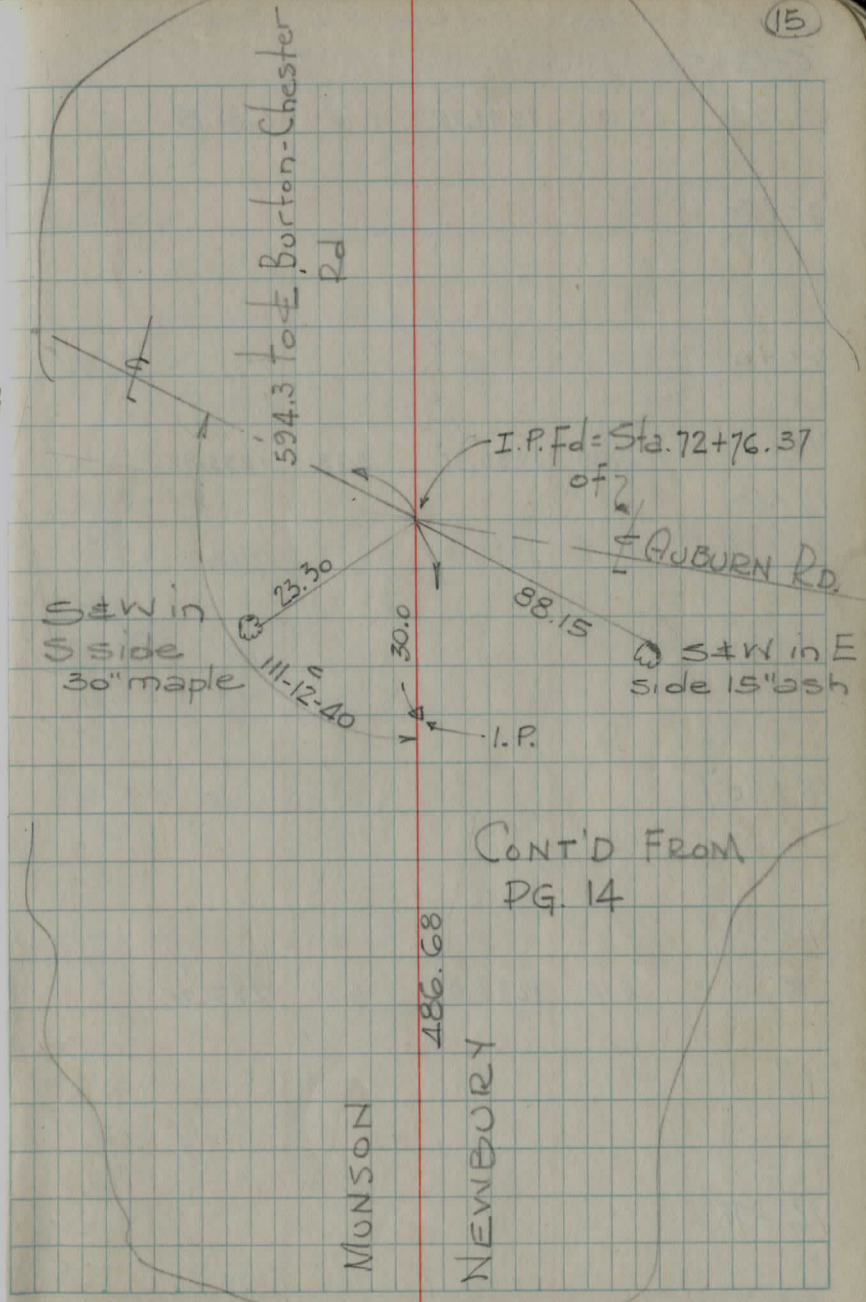 15
594.3 to ℄ Burton-Chester
Rd
I.P. Fd = Sta. 72+76.37
of ?
℄ AUBURN RD.
23.30
88.15
30.0
S & W in
S side
30" maple
111-12-40
S & W in E
side 15" ash
I.P.
CONT'D FROM
PG. 14
486.68
MUNSON
NEWBURY